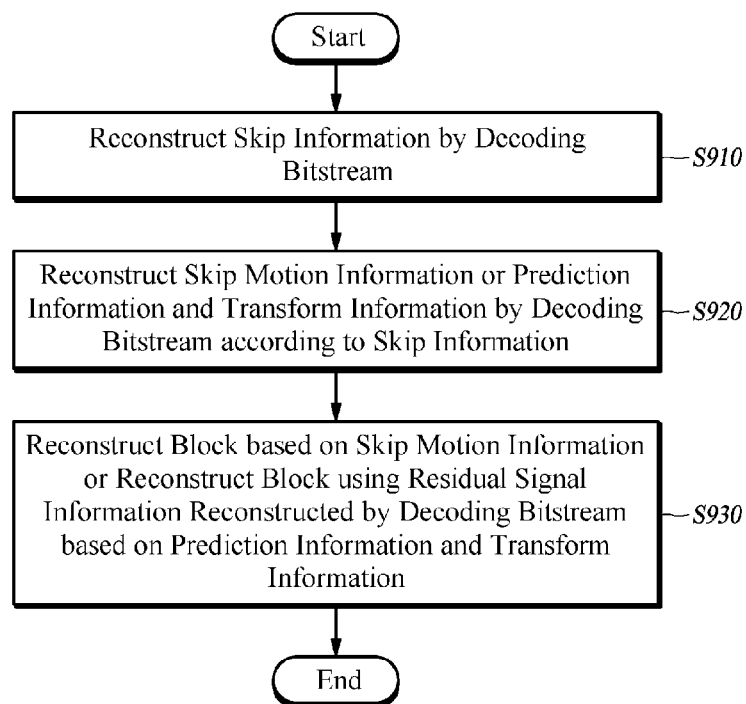 Start
Reconstruct Skip Information by Decoding
Bitstream
S910
Reconstruct Skip Motion Information or Prediction
Information and Transform Information by Decoding
Bitstream according to Skip Information
S920
Reconstruct Block based on Skip Motion Information
or Reconstruct Block using Residual Signal
Information Reconstructed by Decoding Bitstream
based on Prediction Information and Transform
Information
S930
End